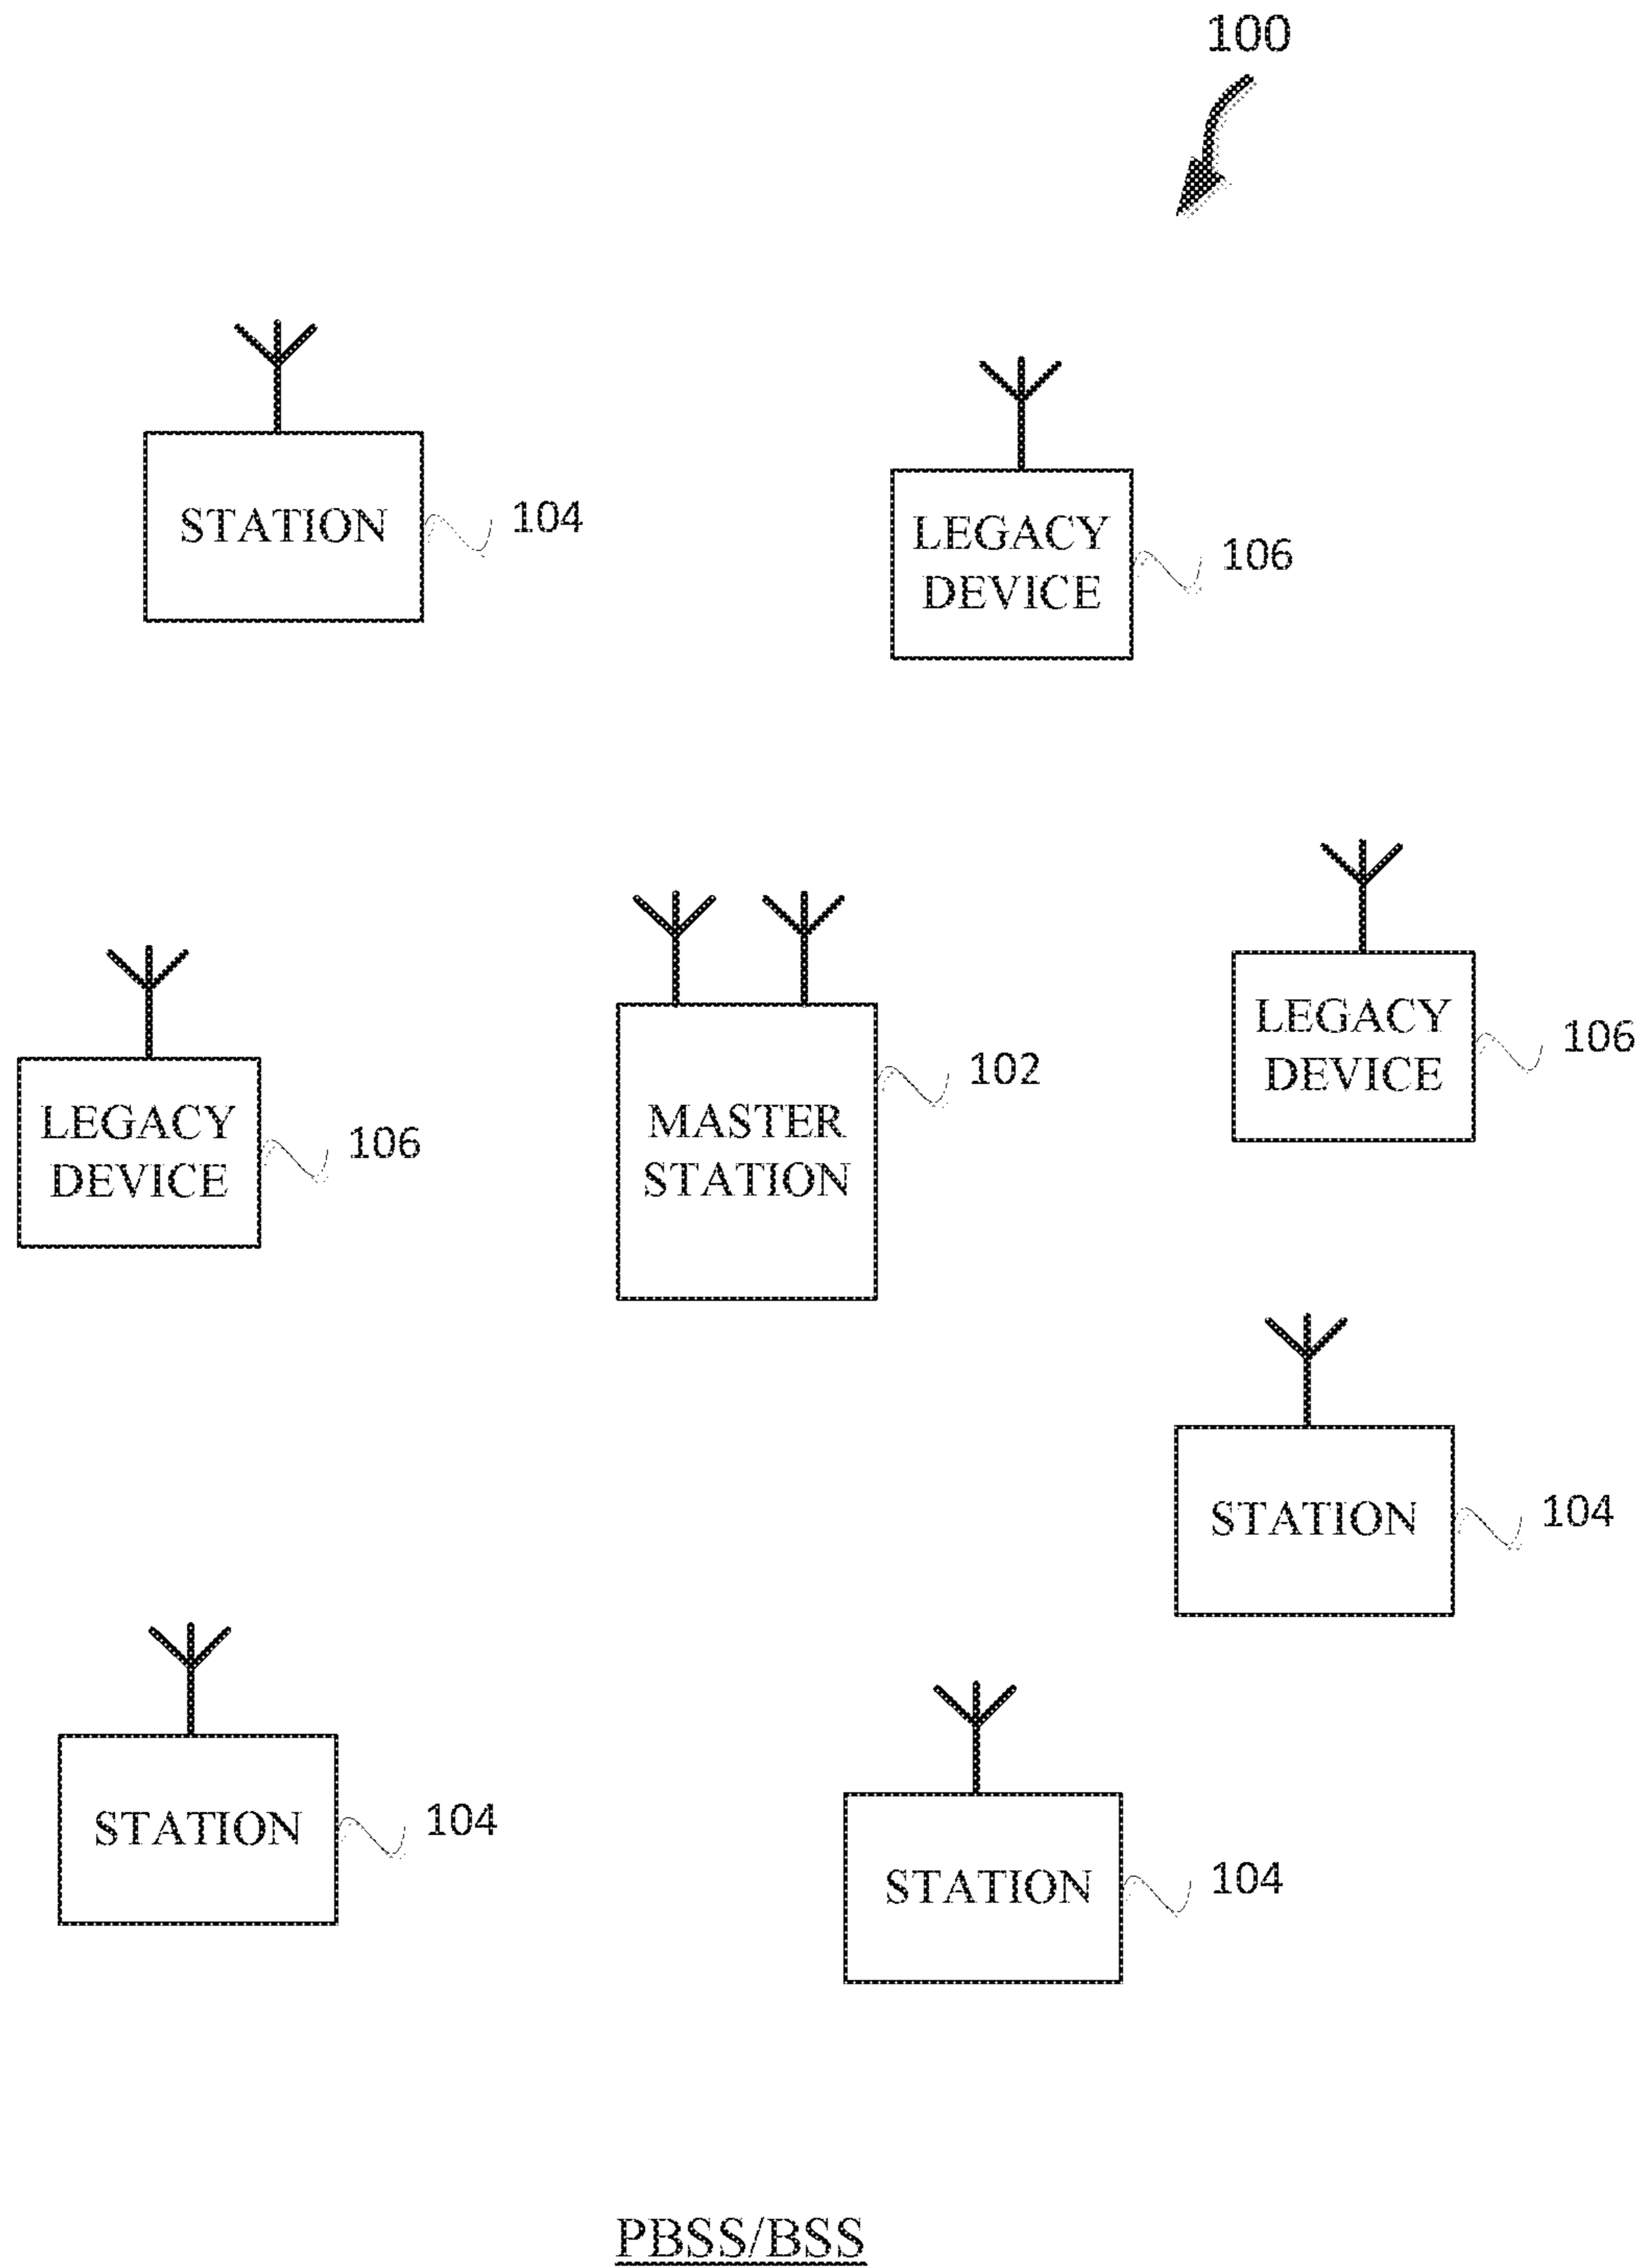 100
STATION
104
LEGACY
DEVICE
106
LEGACY
DEVICE
106
MASTER
STATION
102
LEGACY
DEVICE
106
STATION
104
STATION
104
STATION
104
PBSS/BSS